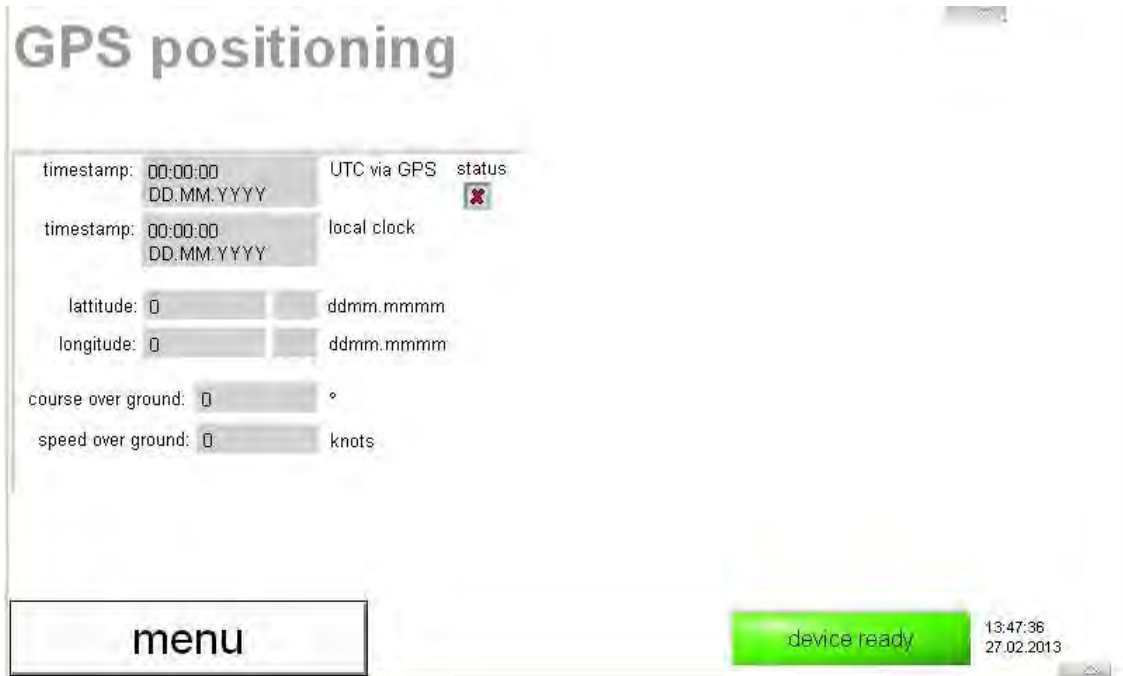 GPS positioning
timestamp: 00:00:00 UTC via GPS status
DD.MM.YYYY
timestamp: 00:00:00 local clock
DD.MM.YYYY
lattitude: 0 ddmm.mmmm
longitude: 0 ddmm.mmmm
course over ground: 0 °
speed over ground: 0 knots
menu
device ready
13:47:36
27.02.2013